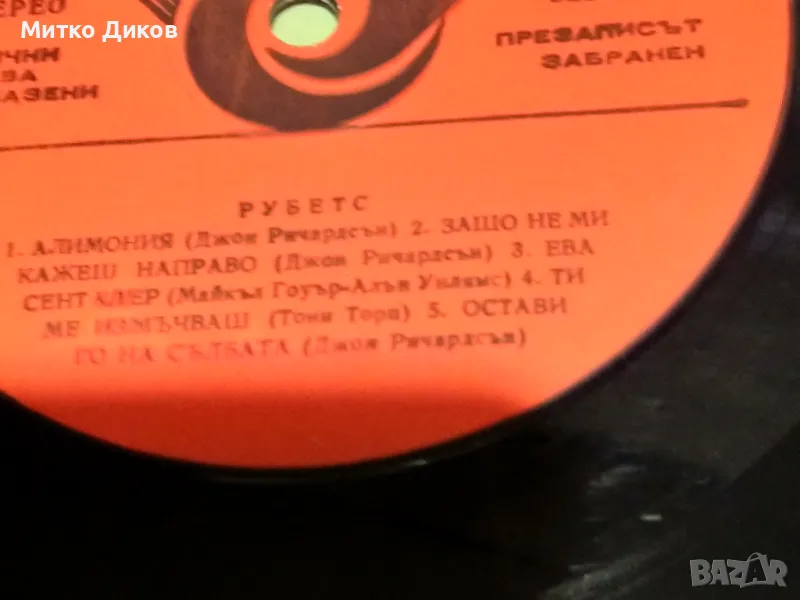 ЕРЕО
Митко Диков
ПРЕЗАПИСЪТ
ЗАБРАНЕН
РУБЕТС
1. АЛИМОНИЯ (Джон Ричардсън) 2. ЗАЩО НЕ МИ
КАЖЕШ НАПРАВО (Джон Ричардсън) 3. ЕВА
СЕНТ КЛЕР (Майкъл Гоуър-Алън Уилямс) 4. ТИ
МЕ ИЗМЪЧВАШ (Тони Торп) 5. ОСТАВИ
ГО НА СЪДБАТА (Джон Ричардсън)
BAZAR